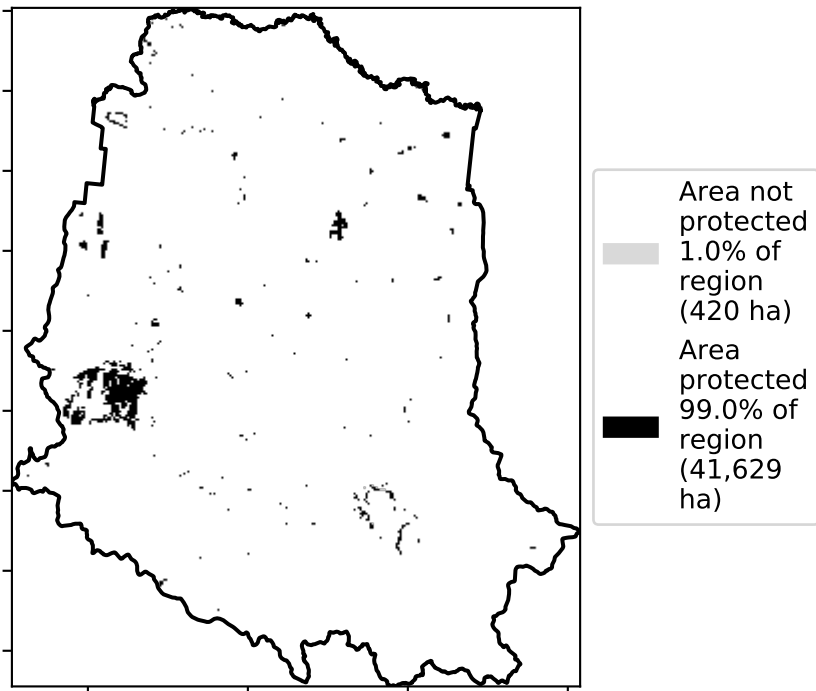 Area not
protected
1.0% of
region
(420 ha)
Area
protected
99.0% of
region
(41,629
ha)